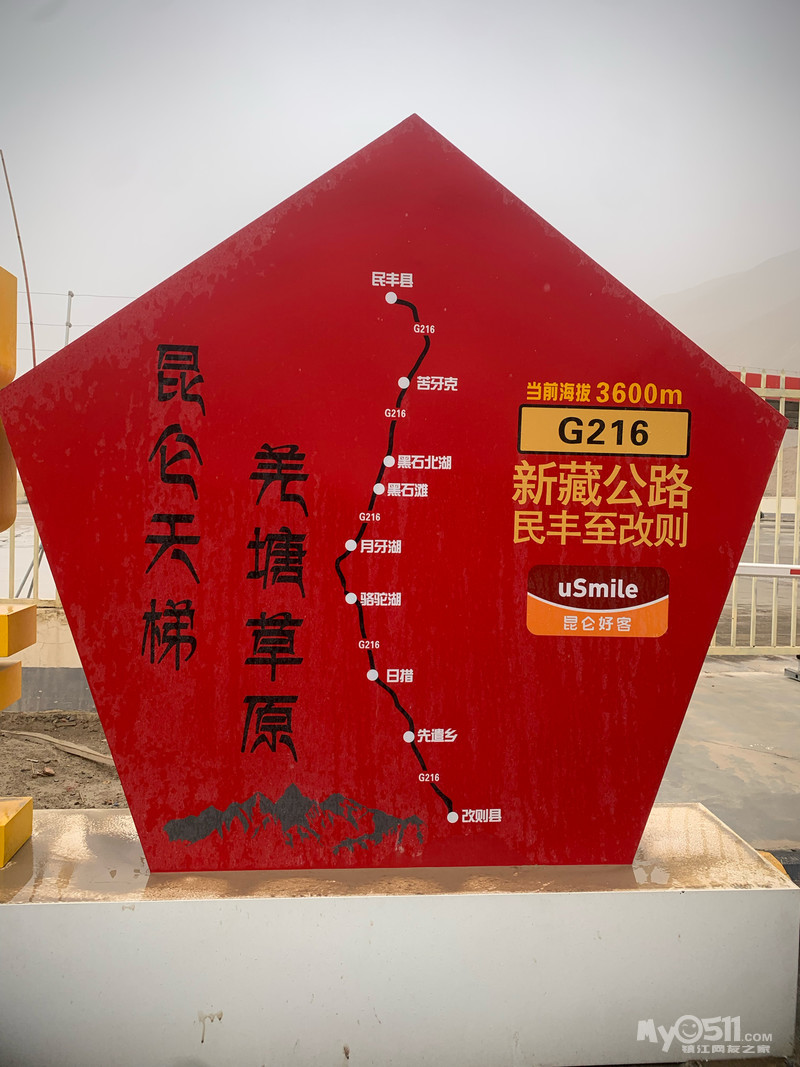 昆仑天梯
羌塘草原
民丰县
G216
苦牙克
G216
黑石北湖
黑石滩
G216
月牙湖
骆驼湖
G216
日措
先遣乡
G216
改则县
当前海拔 3600m
G216
新藏公路
民丰至改则
uSmile
昆仑好客
My0511.COM
镇江网友之家